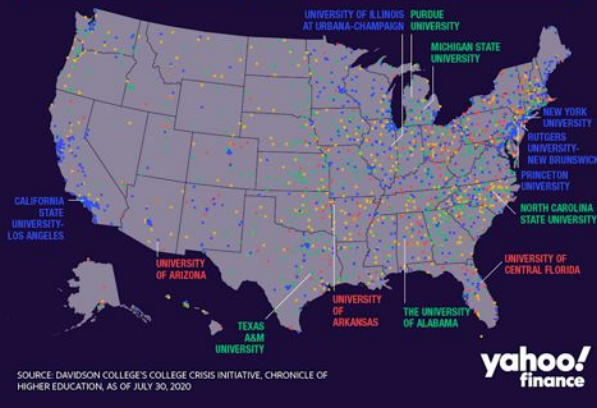 UNIVERSITY OF ILLINOIS
AT URBANA-CHAMPAIGN
PURDUE
UNIVERSITY
MICHIGAN STATE
UNIVERSITY
NEW YORK
UNIVERSITY
RUTGERS
UNIVERSITY-
NEW BRUNSWICK
PRINCETON
UNIVERSITY
CALIFORNIA
STATE
UNIVERSITY-
LOS ANGELES
NORTH CAROLINA
STATE UNIVERSITY
UNIVERSITY
OF ARIZONA
UNIVERSITY OF
CENTRAL FLORIDA
TEXAS
A&M
UNIVERSITY
UNIVERSITY
OF
ARKANSAS
THE UNIVERSITY
OF ALABAMA
SOURCE: DAVIDSON COLLEGE'S COLLEGE CRISIS INITIATIVE, CHRONICLE OF
HIGHER EDUCATION, AS OF JULY 30, 2020
yahoo!
finance